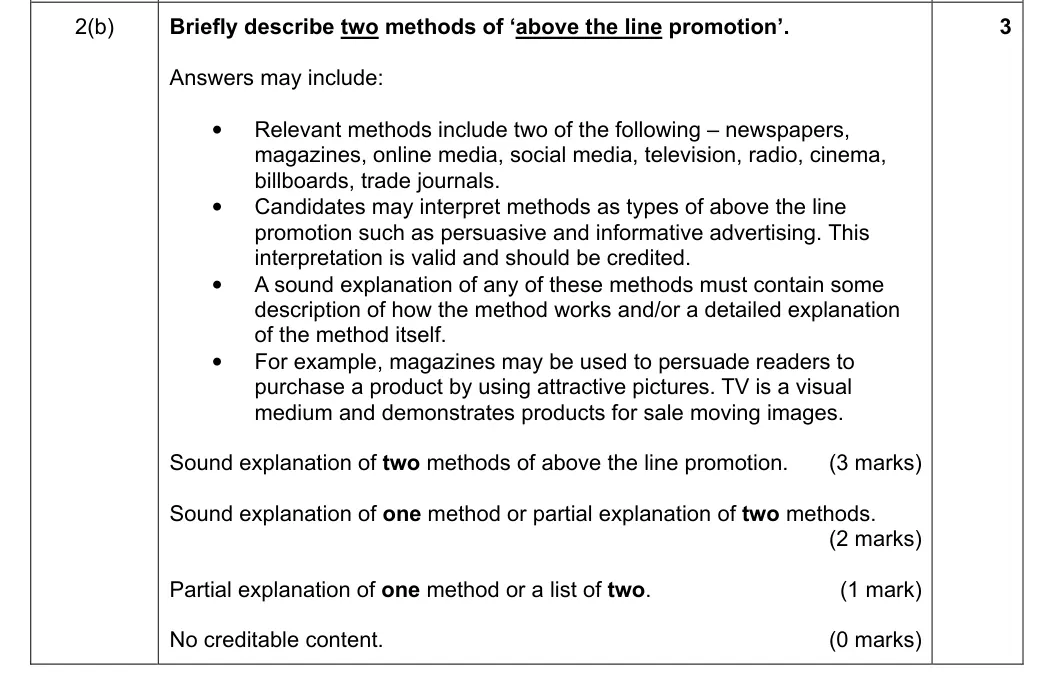 2(b) Briefly describe two methods of ‘above the line promotion’. 3
Answers may include:
• Relevant methods include two of the following – newspapers,
magazines, online media, social media, television, radio, cinema,
billboards, trade journals.
• Candidates may interpret methods as types of above the line
promotion such as persuasive and informative advertising. This
interpretation is valid and should be credited.
• A sound explanation of any of these methods must contain some
description of how the method works and/or a detailed explanation
of the method itself.
• For example, magazines may be used to persuade readers to
purchase a product by using attractive pictures. TV is a visual
medium and demonstrates products for sale moving images.
Sound explanation of two methods of above the line promotion. (3 marks)
Sound explanation of one method or partial explanation of two methods.
(2 marks)
Partial explanation of one method or a list of two. (1 mark)
No creditable content. (0 marks)